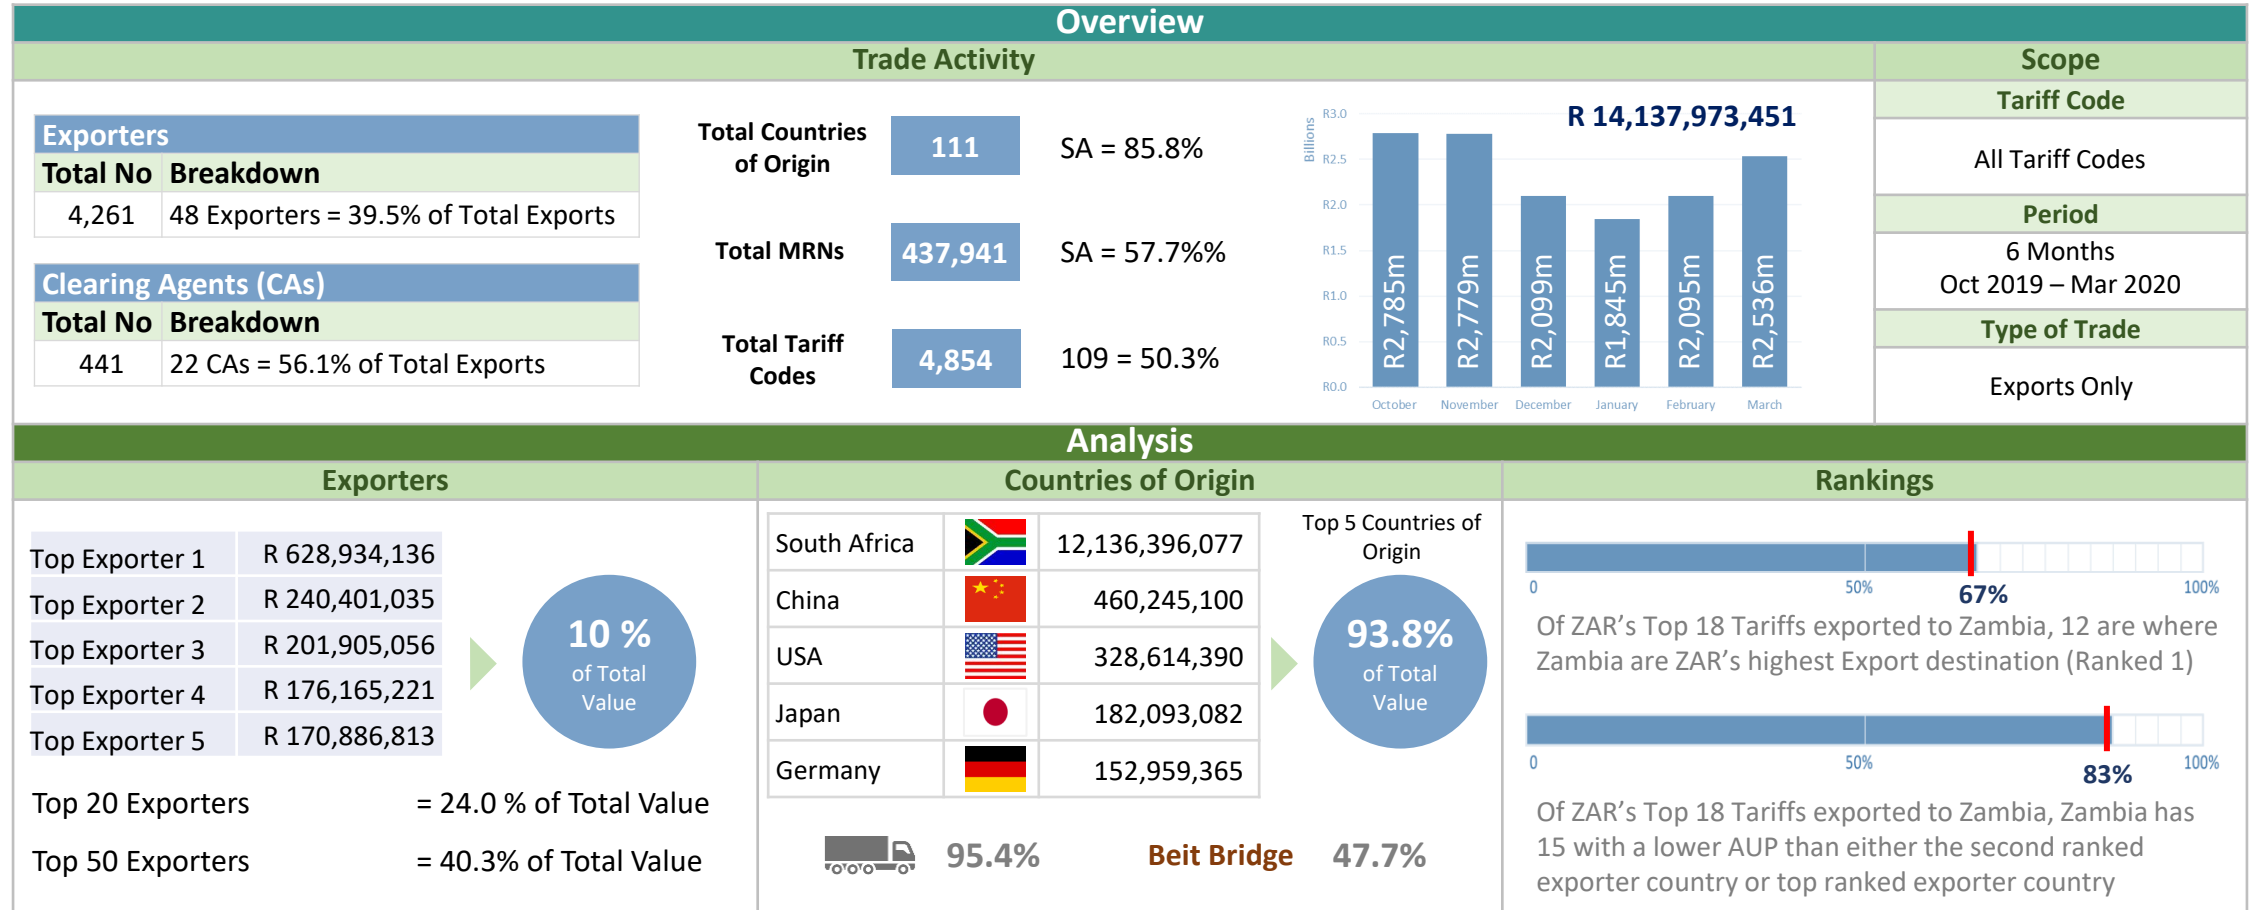 Overview
Trade Activity
Scope
Exporters
Total No Breakdown
4,261 48 Exporters = 39.5% of Total Exports
Clearing Agents (CAs)
Total No Breakdown
441 22 CAs = 56.1% of Total Exports
Total Countries
of Origin
111
SA = 85.8%
Total MRNs
437,941
SA = 57.7%%
Total Tariff
Codes
4,854
109 = 50.3%
R 14,137,973,451
Billions
R3.0
R2.5
R2.0
R1.5
R1.0
R0.5
R0.0
R2,785m
R2,779m
R2,099m
R1,845m
R2,095m
R2,536m
October November December January February March
Tariff Code
All Tariff Codes
Period
6 Months
Oct 2019 – Mar 2020
Type of Trade
Exports Only
Analysis
Exporters
Top Exporter 1 R 628,934,136
Top Exporter 2 R 240,401,035
Top Exporter 3 R 201,905,056
Top Exporter 4 R 176,165,221
Top Exporter 5 R 170,886,813
10 %
of Total
Value
Top 20 Exporters = 24.0 % of Total Value
Top 50 Exporters = 40.3% of Total Value
Countries of Origin
South Africa 12,136,396,077
China 460,245,100
USA 328,614,390
Japan 182,093,082
Germany 152,959,365
Top 5 Countries of
Origin
93.8%
of Total
Value
95.4%
Beit Bridge 47.7%
Rankings
0 50% 67% 100%
Of ZAR’s Top 18 Tariffs exported to Zambia, 12 are where
Zambia are ZAR’s highest Export destination (Ranked 1)
0 50% 83% 100%
Of ZAR’s Top 18 Tariffs exported to Zambia, Zambia has
15 with a lower AUP than either the second ranked
exporter country or top ranked exporter country